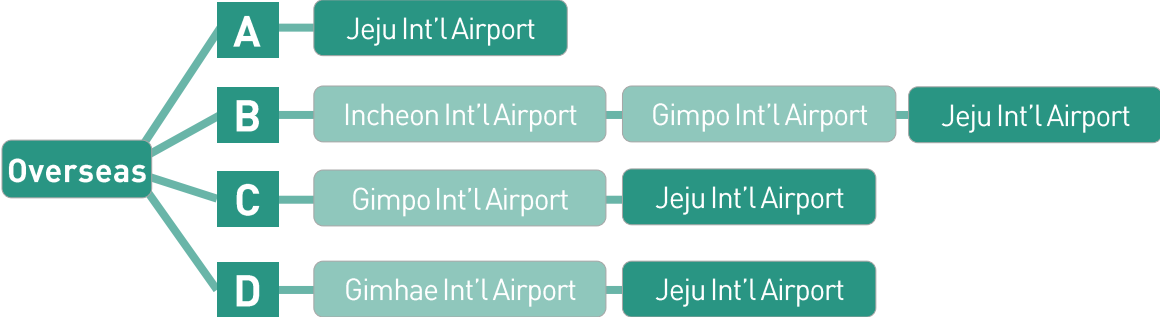 Overseas
A Jeju Int'l Airport
B Incheon Int'l Airport Gimpo Int'l Airport Jeju Int'l Airport
C Gimpo Int'l Airport Jeju Int'l Airport
D Gimhae Int'l Airport Jeju Int'l Airport